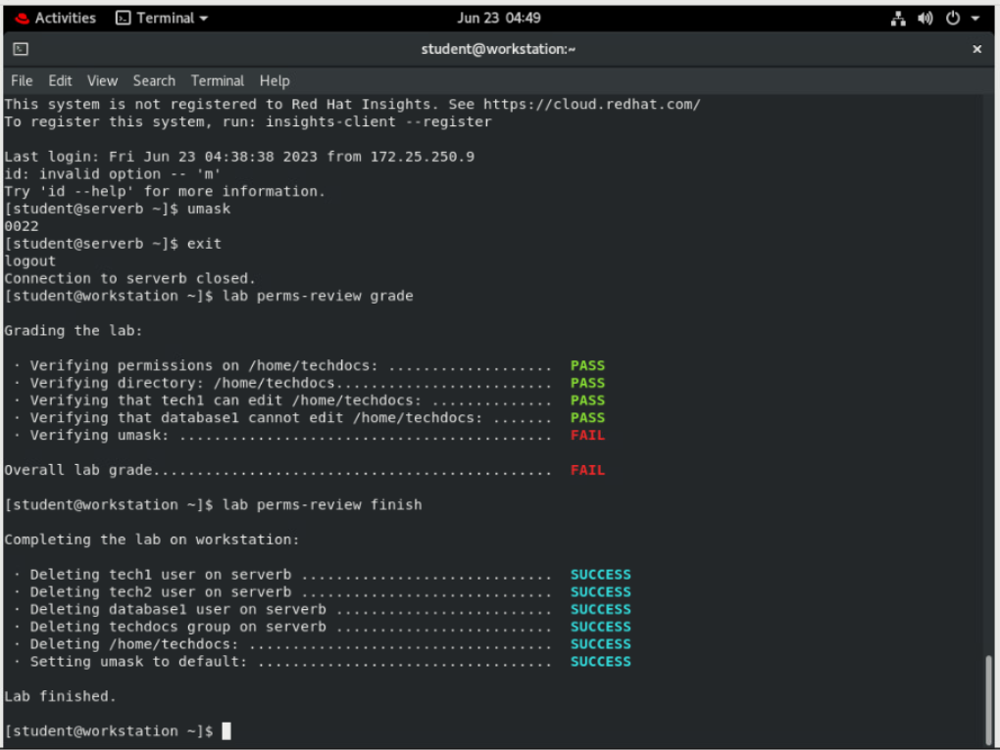 Activities Terminal Jun 23 04:49
student@workstation:~ ×
File Edit View Search Terminal Help
This system is not registered to Red Hat Insights. See https://cloud.redhat.com/
To register this system, run: insights-client --register
Last login: Fri Jun 23 04:38:38 2023 from 172.25.250.9
id: invalid option -- 'm'
Try 'id --help' for more information.
[student@serverb ~]$ umask
0022
[student@serverb ~]$ exit
logout
Connection to serverb closed.
[student@workstation ~]$ lab perms-review grade
Grading the lab:
· Verifying permissions on /home/techdocs: ................... PASS
· Verifying directory: /home/techdocs......................... PASS
· Verifying that tech1 can edit /home/techdocs: .............. PASS
· Verifying that database1 cannot edit /home/techdocs: ....... PASS
· Verifying umask: ........................................... FAIL
Overall lab grade.............................................. FAIL
[student@workstation ~]$ lab perms-review finish
Completing the lab on workstation:
· Deleting tech1 user on serverb ............................. SUCCESS
· Deleting tech2 user on serverb ............................. SUCCESS
· Deleting database1 user on serverb ......................... SUCCESS
· Deleting techdocs group on serverb ......................... SUCCESS
· Deleting /home/techdocs: ................................... SUCCESS
· Setting umask to default: .................................. SUCCESS
Lab finished.
[student@workstation ~]$